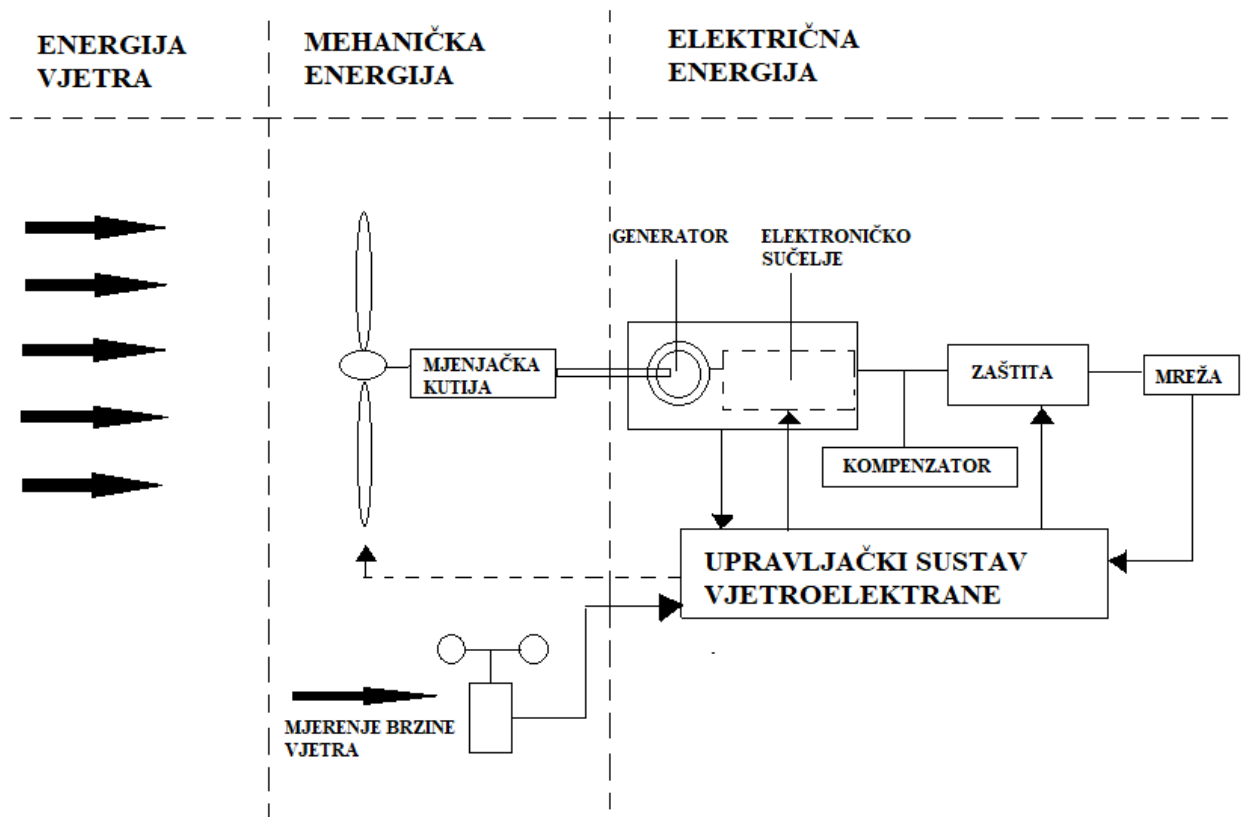 ENERGIJA
VJETRA
MEHANIČKA
ENERGIJA
ELEKTRIČNA
ENERGIJA
GENERATOR
ELEKTRONIČKO
SUČELJE
MJENJAČKA
KUTIJA
ZAŠTITA
MREŽA
KOMPENZATOR
UPRAVLJAČKI SUSTAV
VJETROELEKTRANE
MJERENJE BRZINE
VJETRA